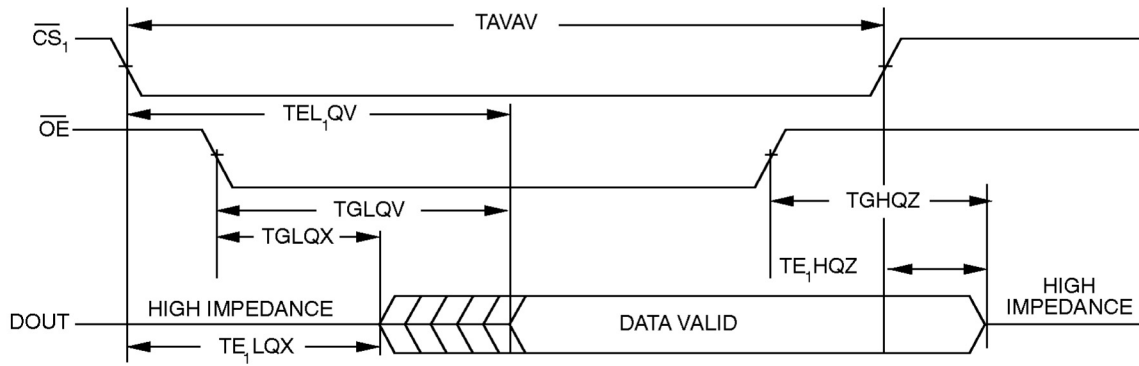 TAVAV
CS₁
TEL₁QV
OE
TGLQV
TGHQZ
TGLQX
TE₁HQZ
HIGH IMPEDANCE
DOUT
DATA VALID
HIGH
IMPEDANCE
TE₁LQX